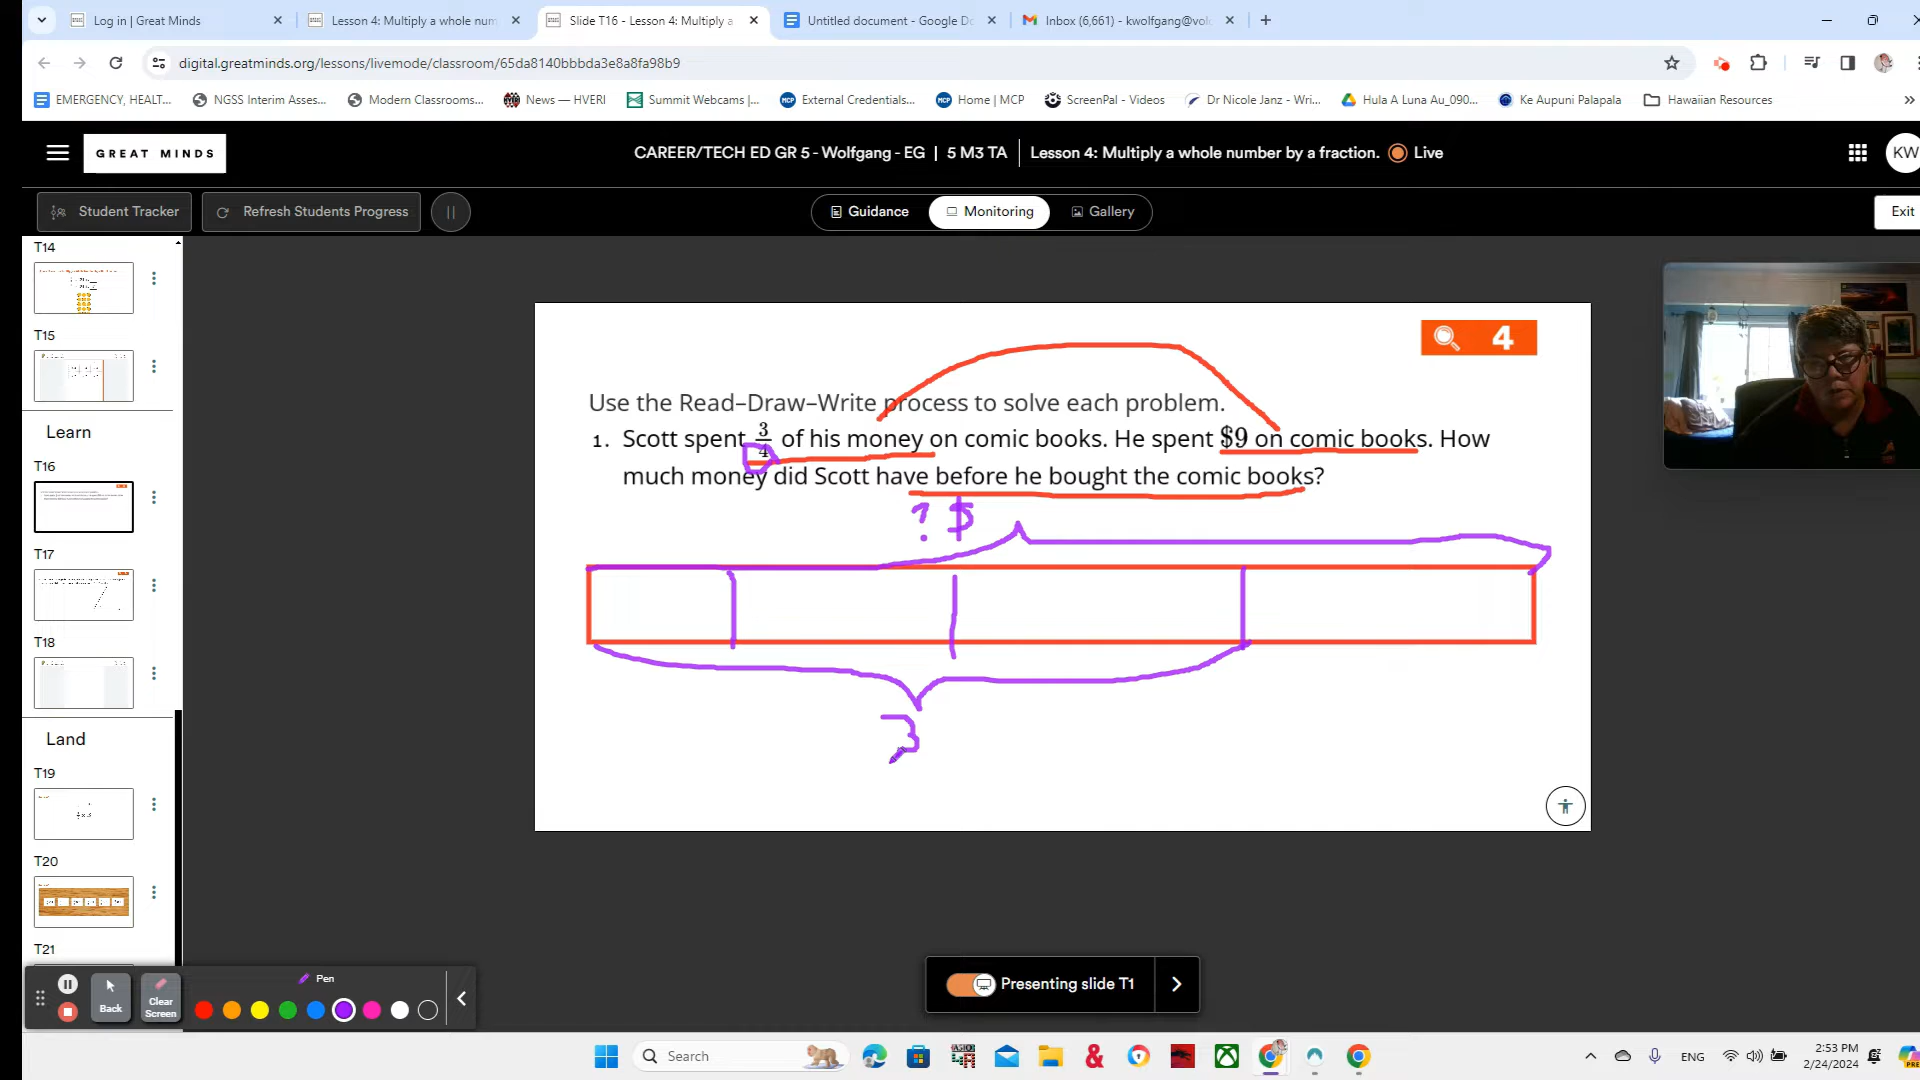 Log in | Great Minds
Lesson 4: Multiply a whole num
Slide T16 - Lesson 4: Multiply a
Untitled document - Google Do
Inbox (6,661) - kwolfgang@vol
digital.greatminds.org/lessons/livemode/classroom/65da8140bbbda3e8a8fa98b9
EMERGENCY, HEALT...
NGSS Interim Asses...
Modern Classrooms...
News — HVERI
Summit Webcams |...
External Credentials...
Home | MCP
ScreenPal - Videos
Dr Nicole Janz - Wri...
Hula A Luna Au_090...
Ke Aupuni Palapala
Hawaiian Resources
GREAT MINDS
CAREER/TECH ED GR 5 - Wolfgang - EG | 5 M3 TA
Lesson 4: Multiply a whole number by a fraction.
Live
KW
Student Tracker
Refresh Students Progress
Guidance
Monitoring
Gallery
Exit
T14
T15
Learn
T16
T17
T18
Land
T19
T20
T21
4
Use the Read–Draw–Write process to solve each problem.
1. Scott spent 3/4 of his money on comic books. He spent $9 on comic books. How
much money did Scott have before he bought the comic books?
? $
3
Presenting slide T1
Pen
Back
Clear
Screen
Search
ENG
2:53 PM
2/24/2024